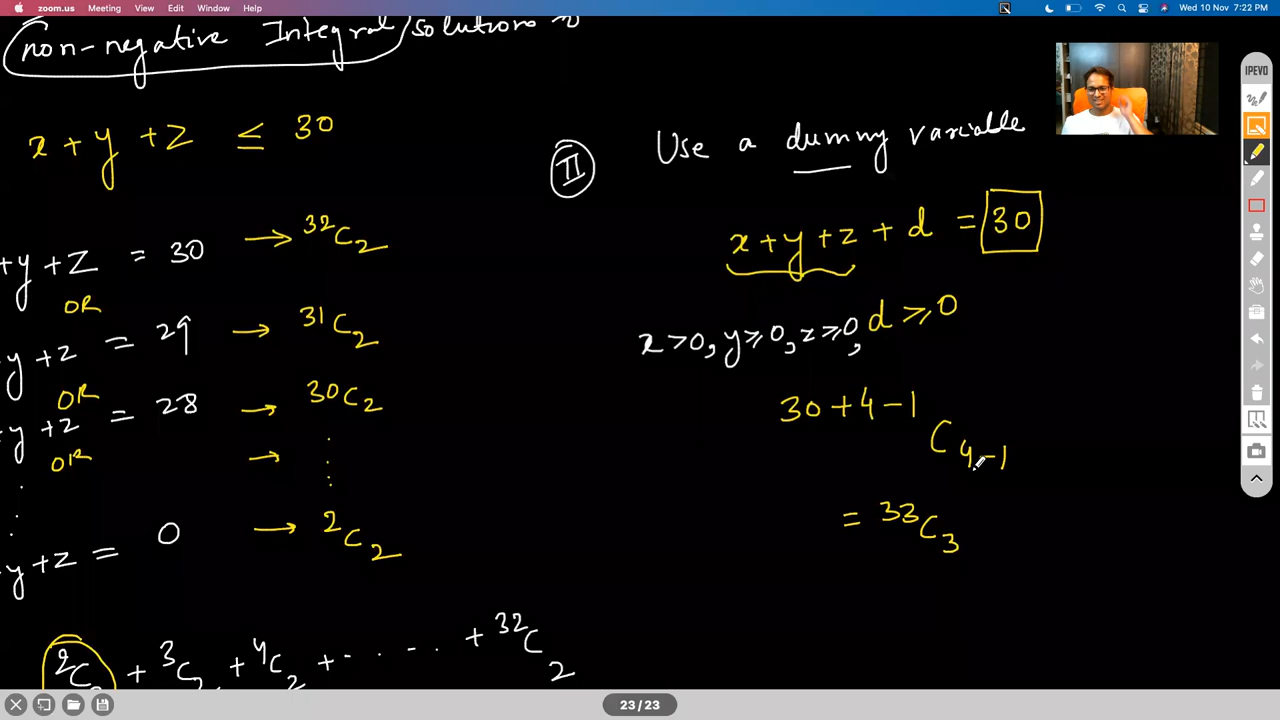 zoom.us Meeting View Edit Help Wed 10 Nov 7:22 PM
non-negative Integral solutions
x + y + z ≤ 30
+y + z = 30 → ³²C₂
OR
y + z = 29 → ³¹C₂
OR
y + z = 28 → ³⁰C₂
OR → ⋮
⋮
y + z = 0 → ²C₂
²C₂ + ³C₂ + ⁴C₂ + ..... + ³²C₂
II Use a dummy variable
x + y + z + d = 30
x > 0, y ≥ 0, z ≥ 0, d ≥ 0
30 + 4 - 1 C 4 - 1
= ³³C₃
IPEVO
23/23